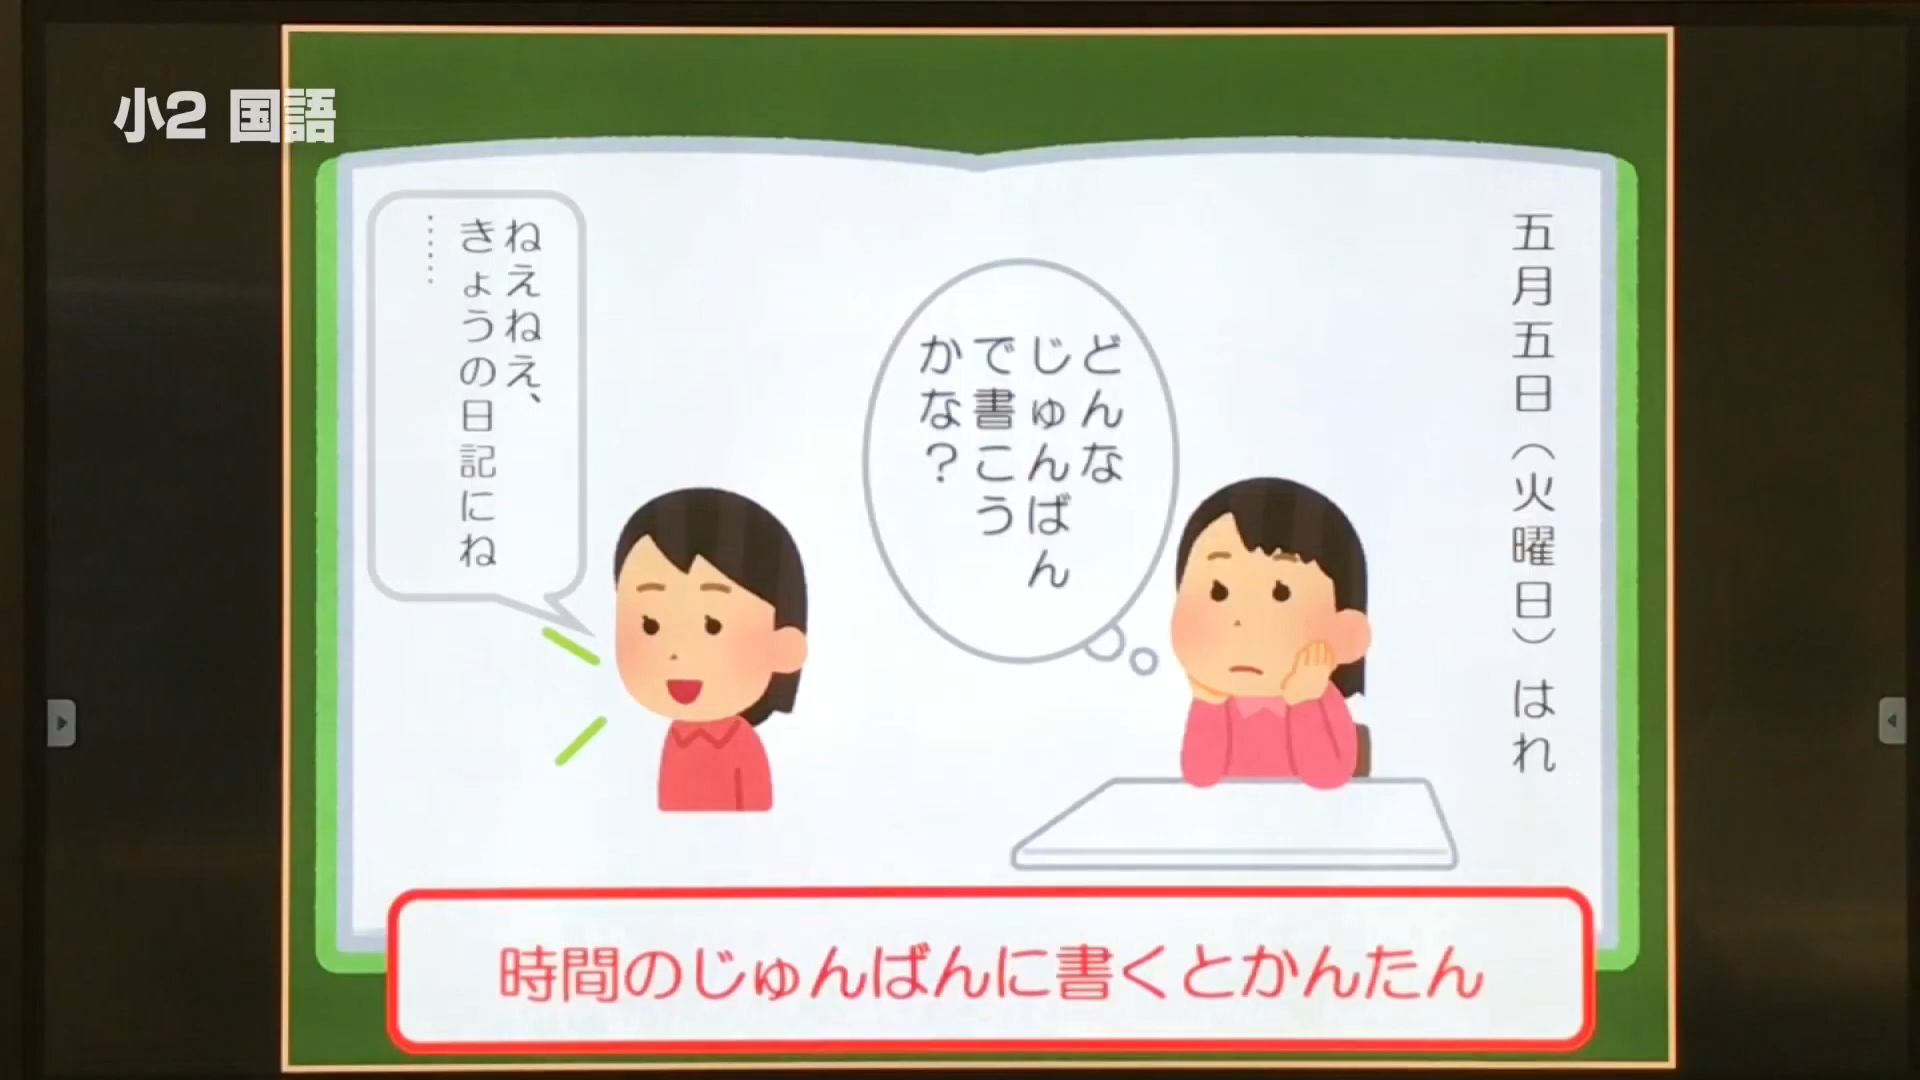 小2 国語
五月五日（火曜日）はれ
どんな
じゅんばん
で書こう
かな？
ねえねえ、
きょうの日記にね
……
時間のじゅんばんに書くとかんたん